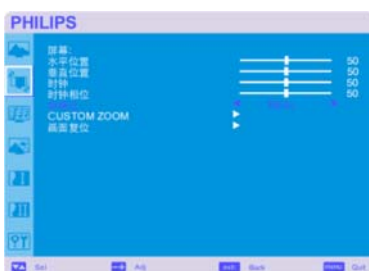 PHILIPS
屏幕:
水平位置 50
垂直位置 50
时钟 50
时钟相位 50
CUSTOM ZOOM
画面复位
Sel Adj Back Quit